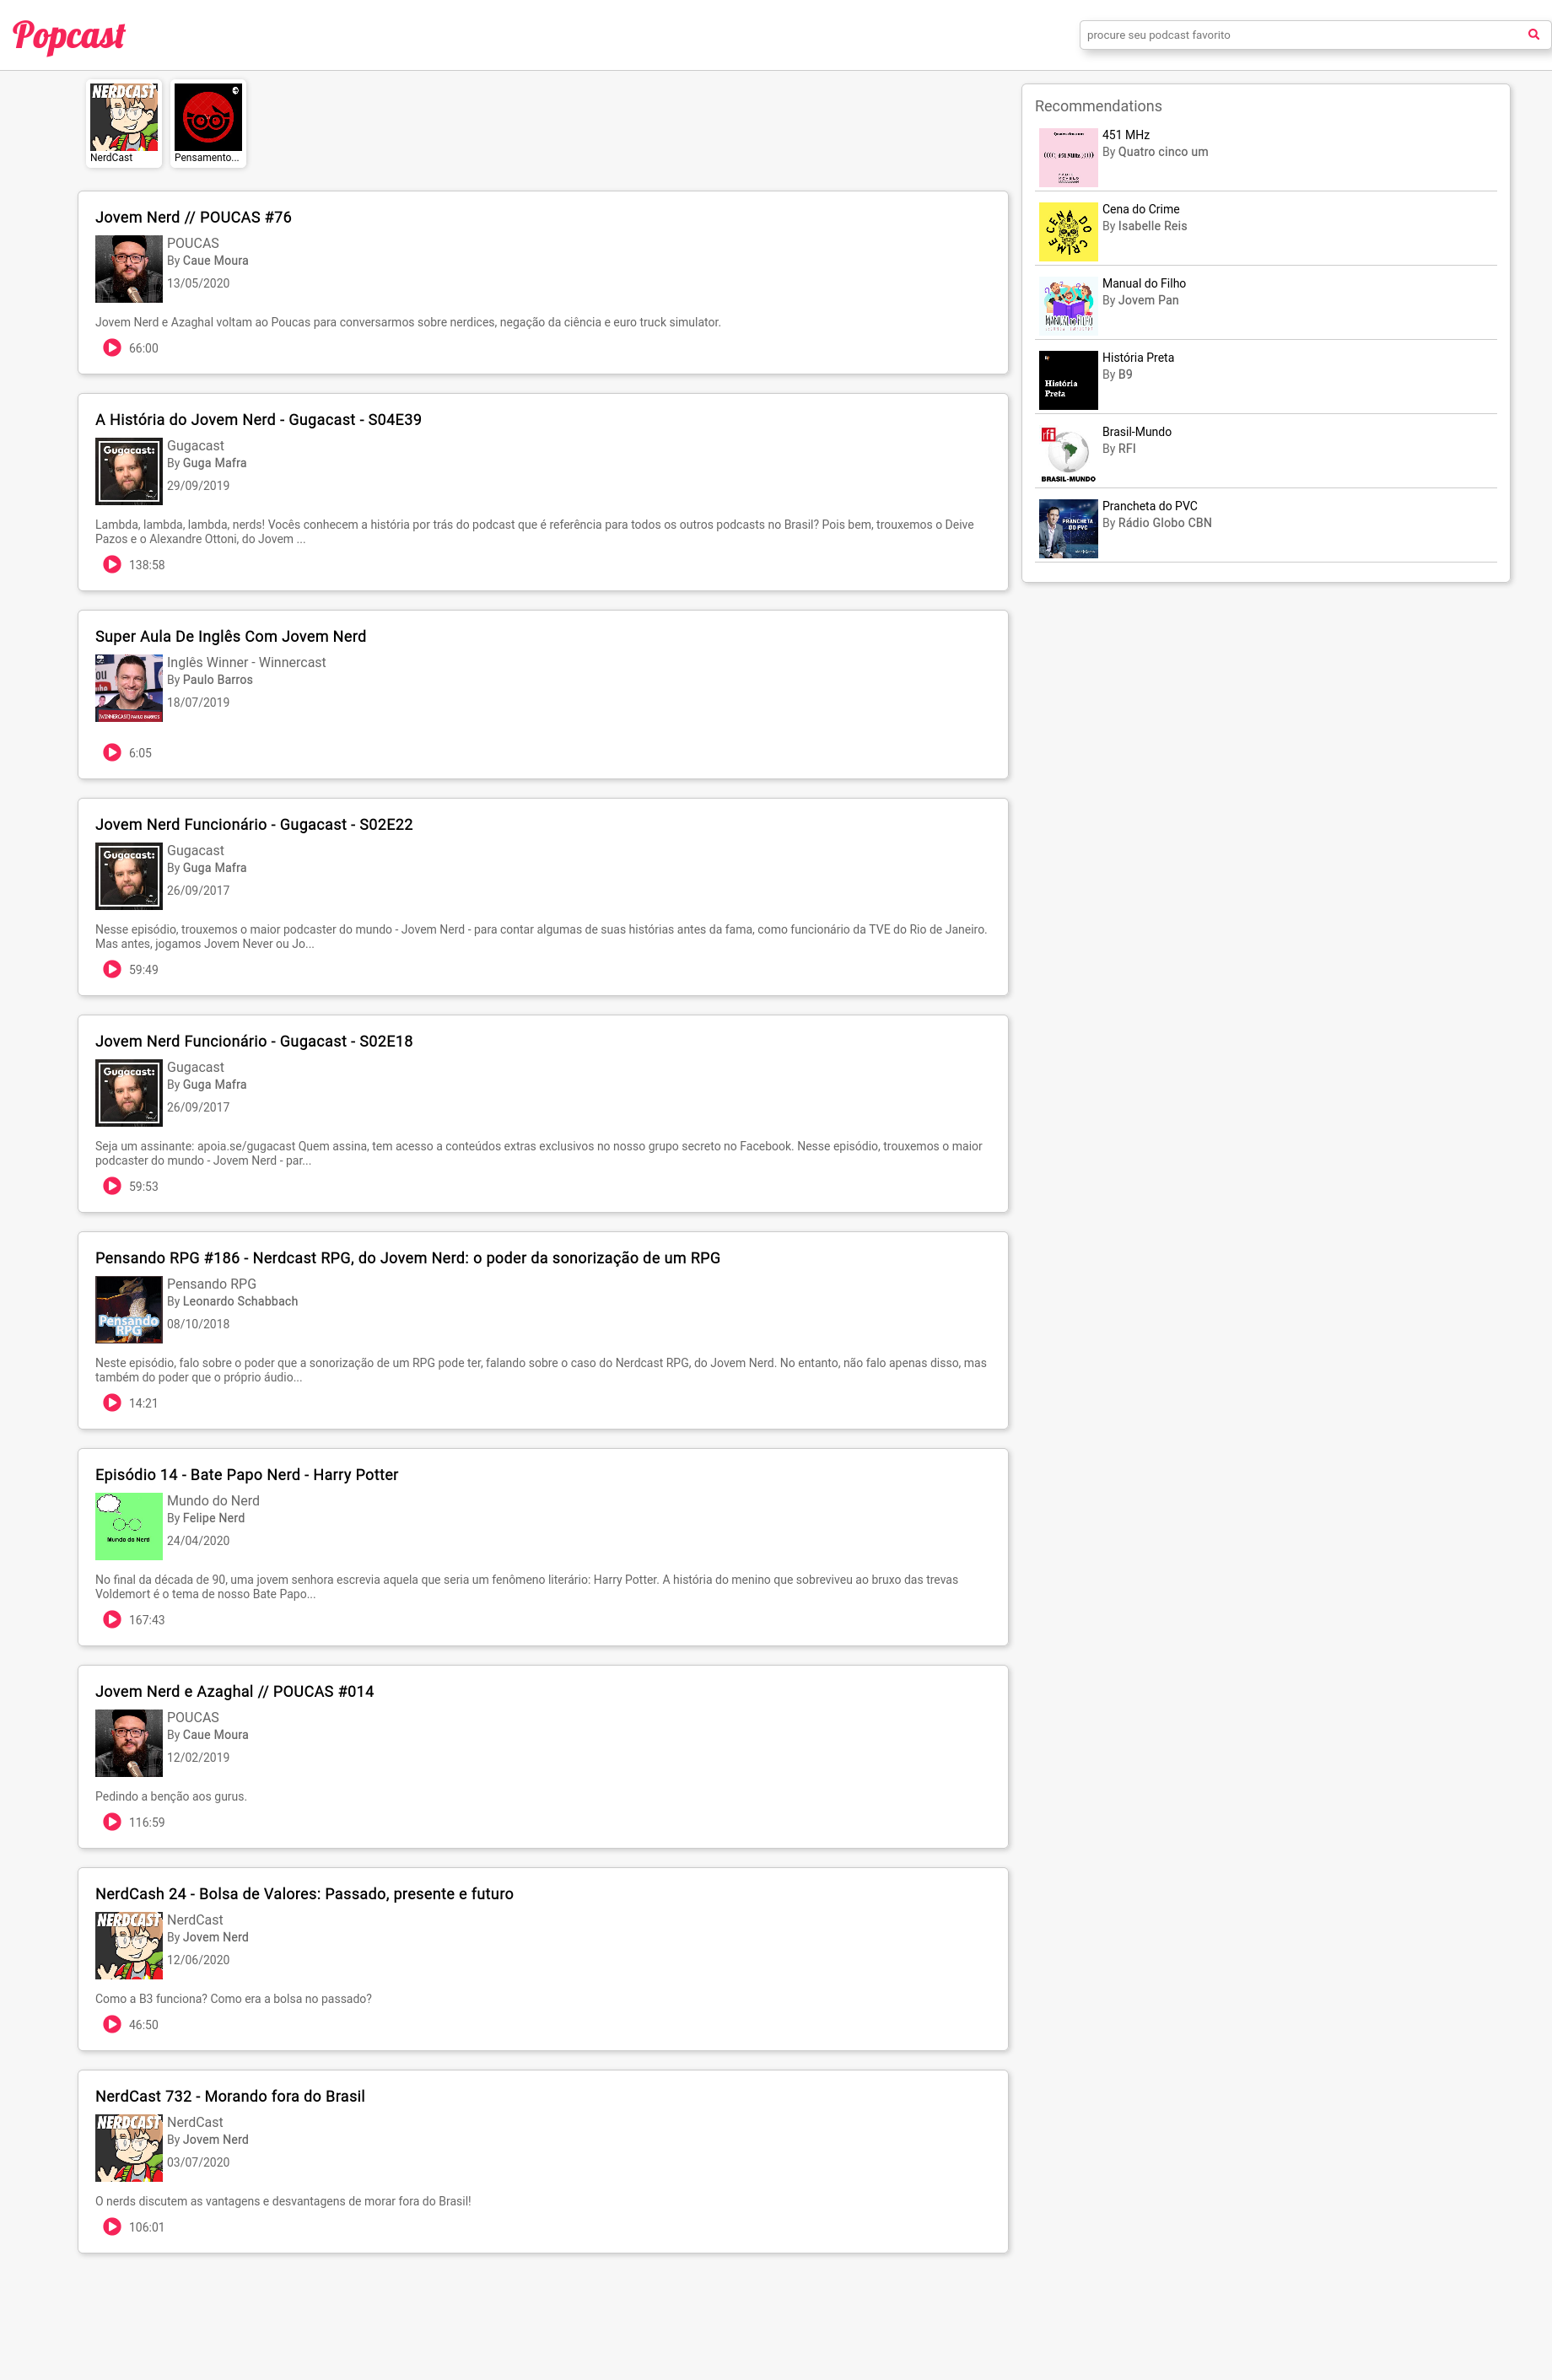 Popcast
procure seu podcast favorito
NERDCAST
NerdCast
Pensamento...
Jovem Nerd // POUCAS #76
POUCAS
By Caue Moura
13/05/2020
Jovem Nerd e Azaghal voltam ao Poucas para conversarmos sobre nerdices, negação da ciência e euro truck simulator.
66:00
A História do Jovem Nerd - Gugacast - S04E39
Gugacast:
Gugacast
By Guga Mafra
29/09/2019
Lambda, lambda, lambda, nerds! Vocês conhecem a história por trás do podcast que é referência para todos os outros podcasts no Brasil? Pois bem, trouxemos o Deive
Pazos e o Alexandre Ottoni, do Jovem ...
138:58
Super Aula De Inglês Com Jovem Nerd
[WINNERCAST] PAULO BARROS
Inglês Winner - Winnercast
By Paulo Barros
18/07/2019
6:05
Jovem Nerd Funcionário - Gugacast - S02E22
Gugacast:
Gugacast
By Guga Mafra
26/09/2017
Nesse episódio, trouxemos o maior podcaster do mundo - Jovem Nerd - para contar algumas de suas histórias antes da fama, como funcionário da TVE do Rio de Janeiro.
Mas antes, jogamos Jovem Never ou Jo...
59:49
Jovem Nerd Funcionário - Gugacast - S02E18
Gugacast:
Gugacast
By Guga Mafra
26/09/2017
Seja um assinante: apoia.se/gugacast Quem assina, tem acesso a conteúdos extras exclusivos no nosso grupo secreto no Facebook. Nesse episódio, trouxemos o maior
podcaster do mundo - Jovem Nerd - par...
59:53
Pensando RPG #186 - Nerdcast RPG, do Jovem Nerd: o poder da sonorização de um RPG
Pensando
RPG
Pensando RPG
By Leonardo Schabbach
08/10/2018
Neste episódio, falo sobre o poder que a sonorização de um RPG pode ter, falando sobre o caso do Nerdcast RPG, do Jovem Nerd. No entanto, não falo apenas disso, mas
também do poder que o próprio áudio...
14:21
Episódio 14 - Bate Papo Nerd - Harry Potter
Mundo do Nerd
Mundo do Nerd
By Felipe Nerd
24/04/2020
No final da década de 90, uma jovem senhora escrevia aquela que seria um fenômeno literário: Harry Potter. A história do menino que sobreviveu ao bruxo das trevas
Voldemort é o tema de nosso Bate Papo...
167:43
Jovem Nerd e Azaghal // POUCAS #014
POUCAS
By Caue Moura
12/02/2019
Pedindo a benção aos gurus.
116:59
NerdCash 24 - Bolsa de Valores: Passado, presente e futuro
NERDCAST
NerdCast
By Jovem Nerd
12/06/2020
Como a B3 funciona? Como era a bolsa no passado?
46:50
NerdCast 732 - Morando fora do Brasil
NERDCAST
NerdCast
By Jovem Nerd
03/07/2020
O nerds discutem as vantagens e desvantagens de morar fora do Brasil!
106:01
Recommendations
451 MHz
451 MHz
By Quatro cinco um
CENA DO CRIME
Cena do Crime
By Isabelle Reis
MANUAL DO FILHO
Manual do Filho
By Jovem Pan
História
Preta
História Preta
By B9
rfi
BRASIL-MUNDO
Brasil-Mundo
By RFI
PRANCHETA
DO PVC
Prancheta do PVC
By Rádio Globo CBN